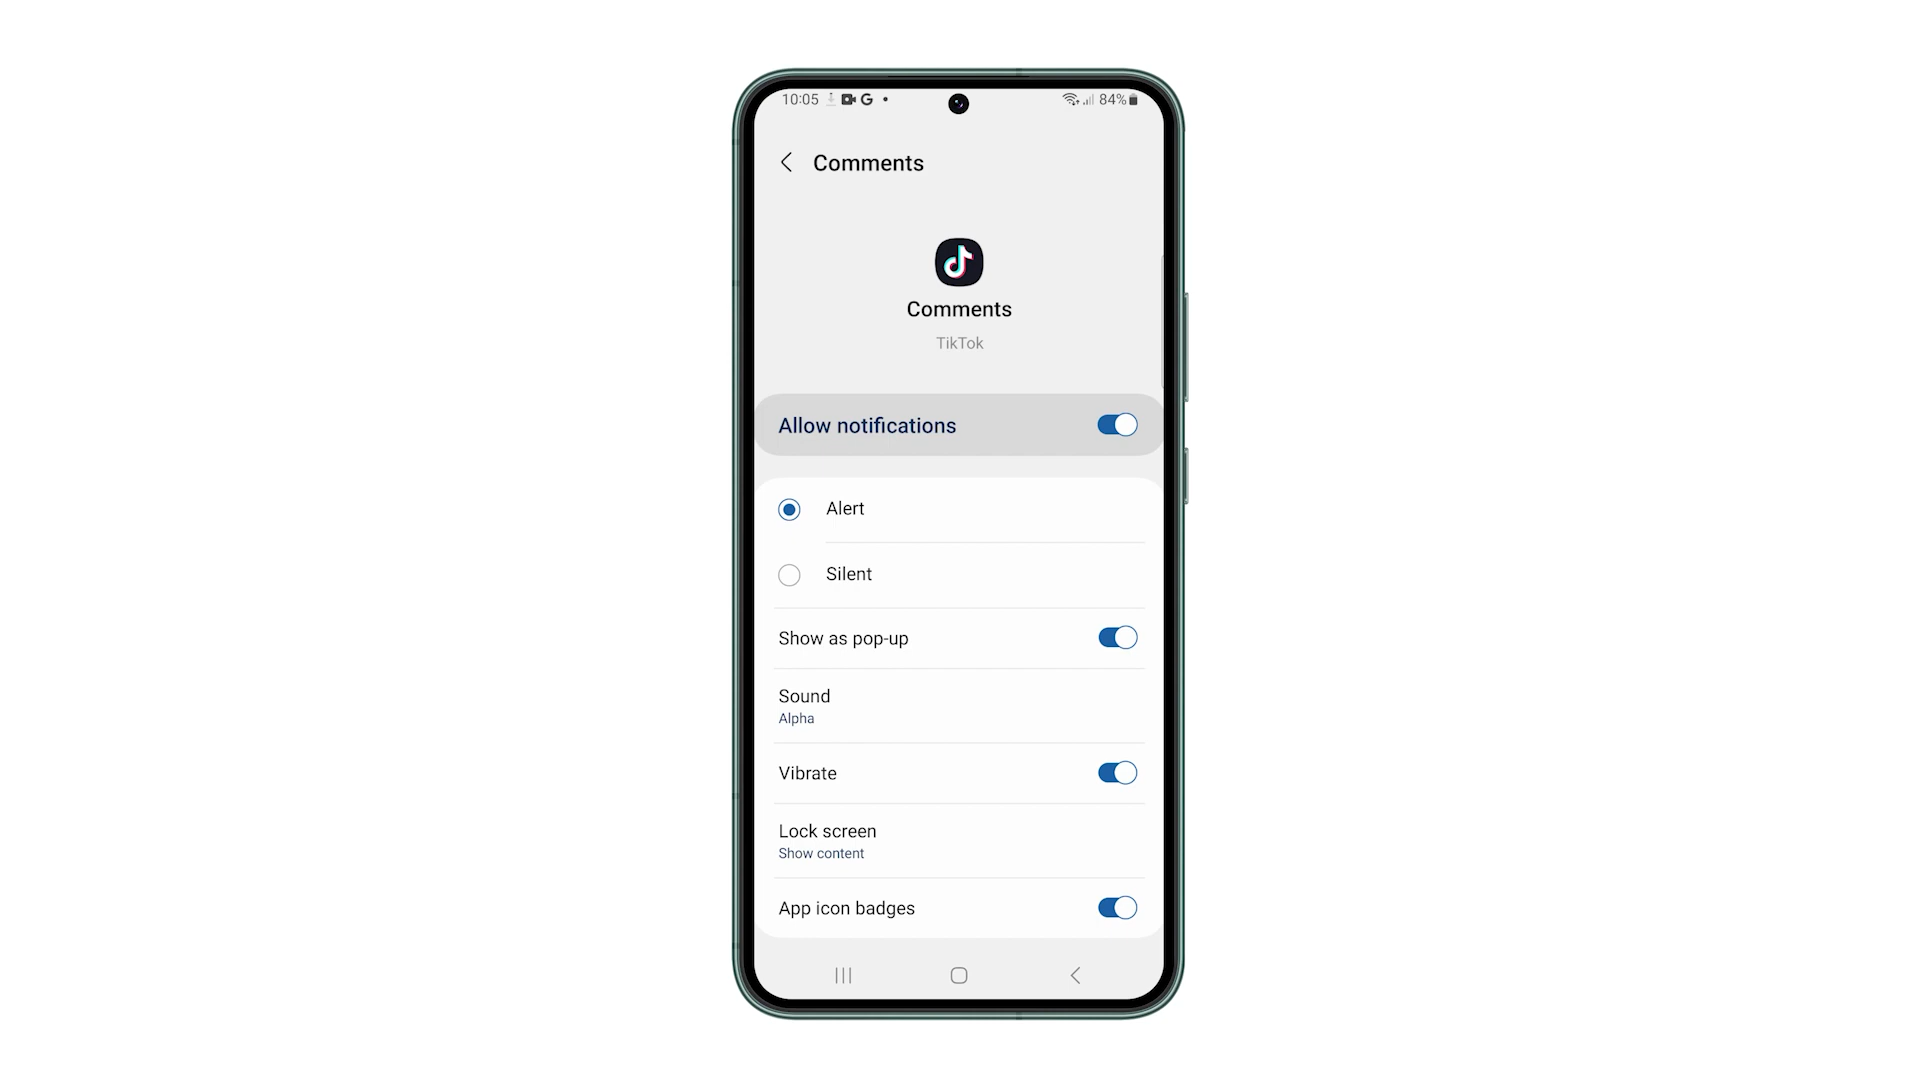 10:05 G 84%
Comments
Comments
TikTok
Allow notifications
Alert
Silent
Show as pop-up
Sound
Alpha
Vibrate
Lock screen
Show content
App icon badges